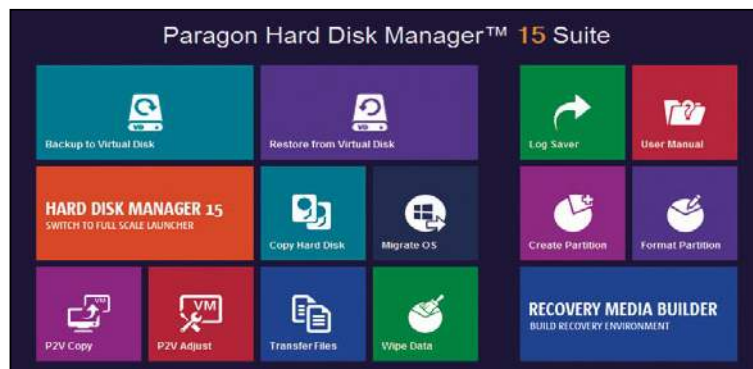 Paragon Hard Disk Manager™ 15 Suite
Backup to Virtual Disk
Restore from Virtual Disk
Log Saver
User Manual
HARD DISK MANAGER 15
SWITCH TO FULL SCALE LAUNCHER
Copy Hard Disk
Migrate OS
Create Partition
Format Partition
P2V Copy
P2V Adjust
Transfer Files
Wipe Data
RECOVERY MEDIA BUILDER
BUILD RECOVERY ENVIRONMENT
VD
VD
VM
VM